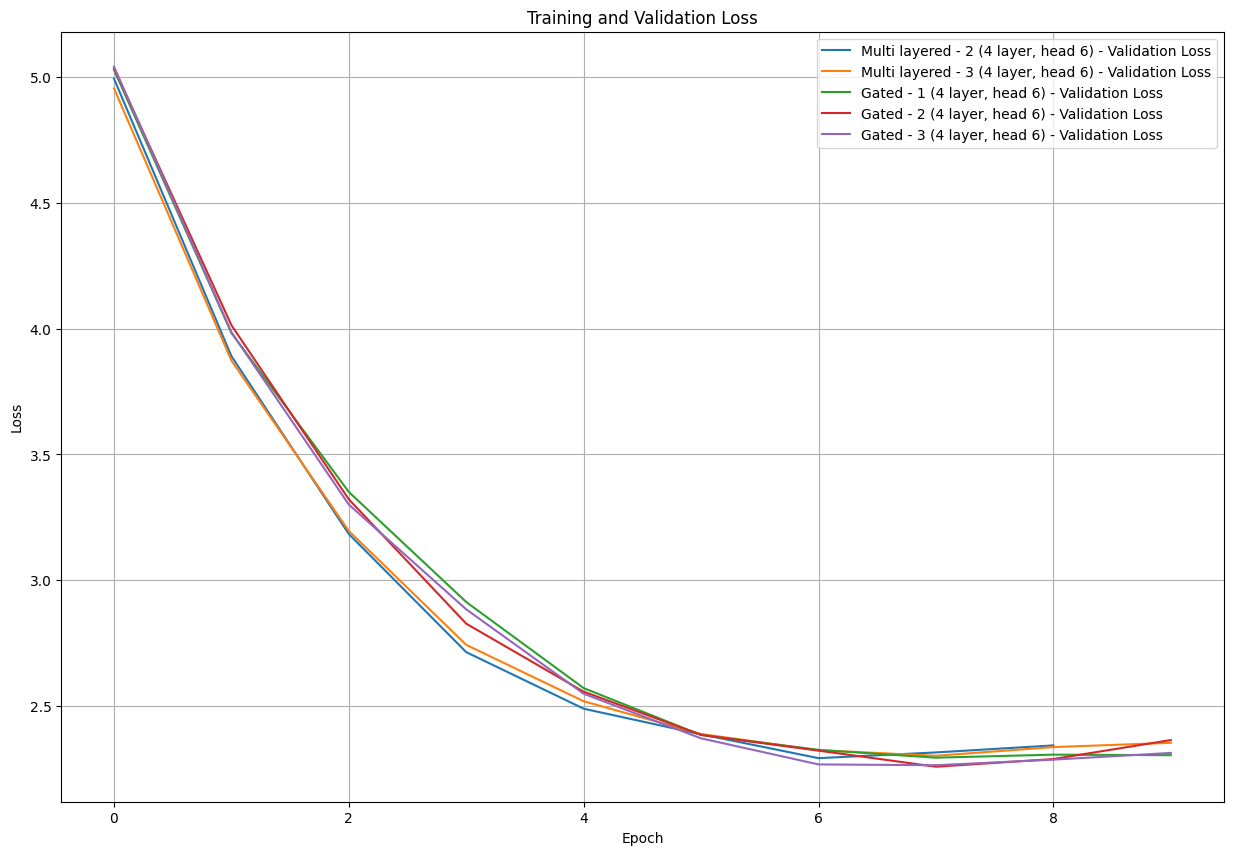 Training and Validation Loss
Multi layered - 2 (4 layer, head 6) - Validation Loss
Multi layered - 3 (4 layer, head 6) - Validation Loss
Gated - 1 (4 layer, head 6) - Validation Loss
Gated - 2 (4 layer, head 6) - Validation Loss
Gated - 3 (4 layer, head 6) - Validation Loss
Loss
5.0
4.5
4.0
3.5
3.0
2.5
0 2 4 6 8
Epoch